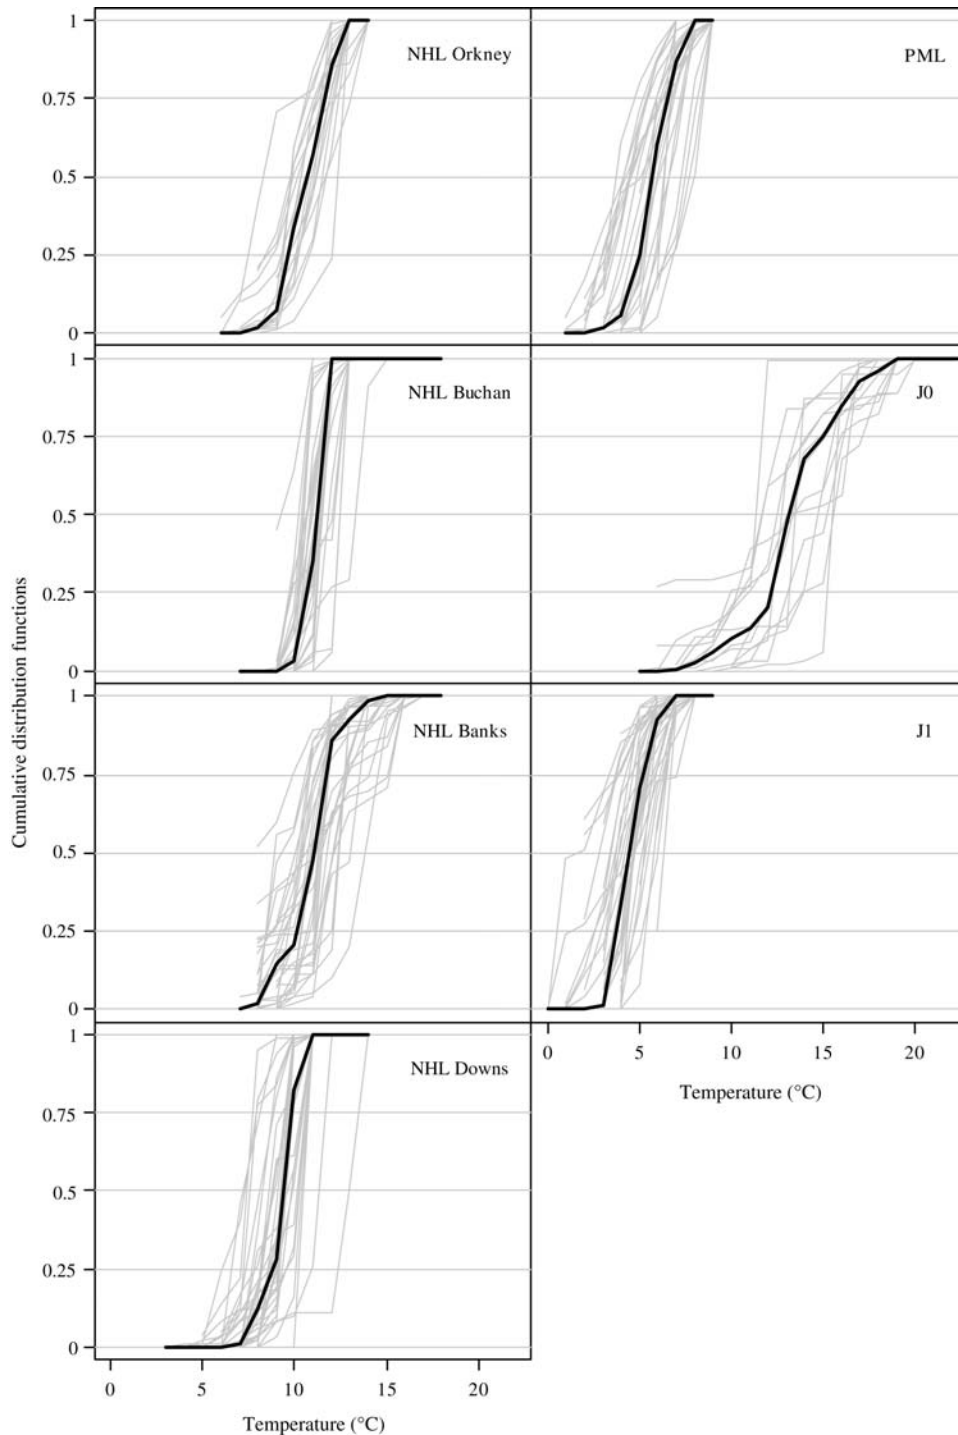 1
0.75
0.5
0.25
0
NHL Orkney
PML
1
0.75
0.5
0.25
0
NHL Buchan
J0
Cumulative distribution functions
1
0.75
0.5
0.25
0
NHL Banks
J1
0 5 10 15 20
Temperature (°C)
1
0.75
0.5
0.25
0
NHL Downs
0 5 10 15 20
Temperature (°C)